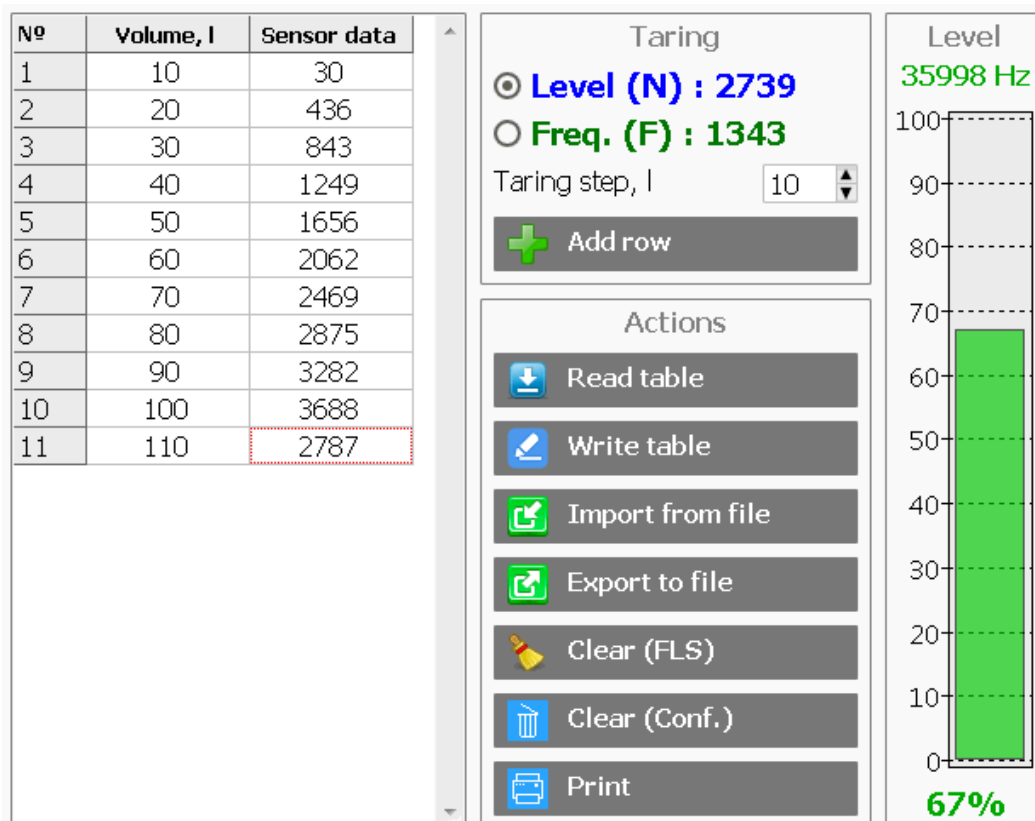 Nº Volume, l Sensor data
1 10 30
2 20 436
3 30 843
4 40 1249
5 50 1656
6 60 2062
7 70 2469
8 80 2875
9 90 3282
10 100 3688
11 110 2787
Taring
Level (N) : 2739
Freq. (F) : 1343
Taring step, l 10
Add row
Actions
Read table
Write table
Import from file
Export to file
Clear (FLS)
Clear (Conf.)
Print
Level
35998 Hz
100
90
80
70
60
50
40
30
20
10
0
67%